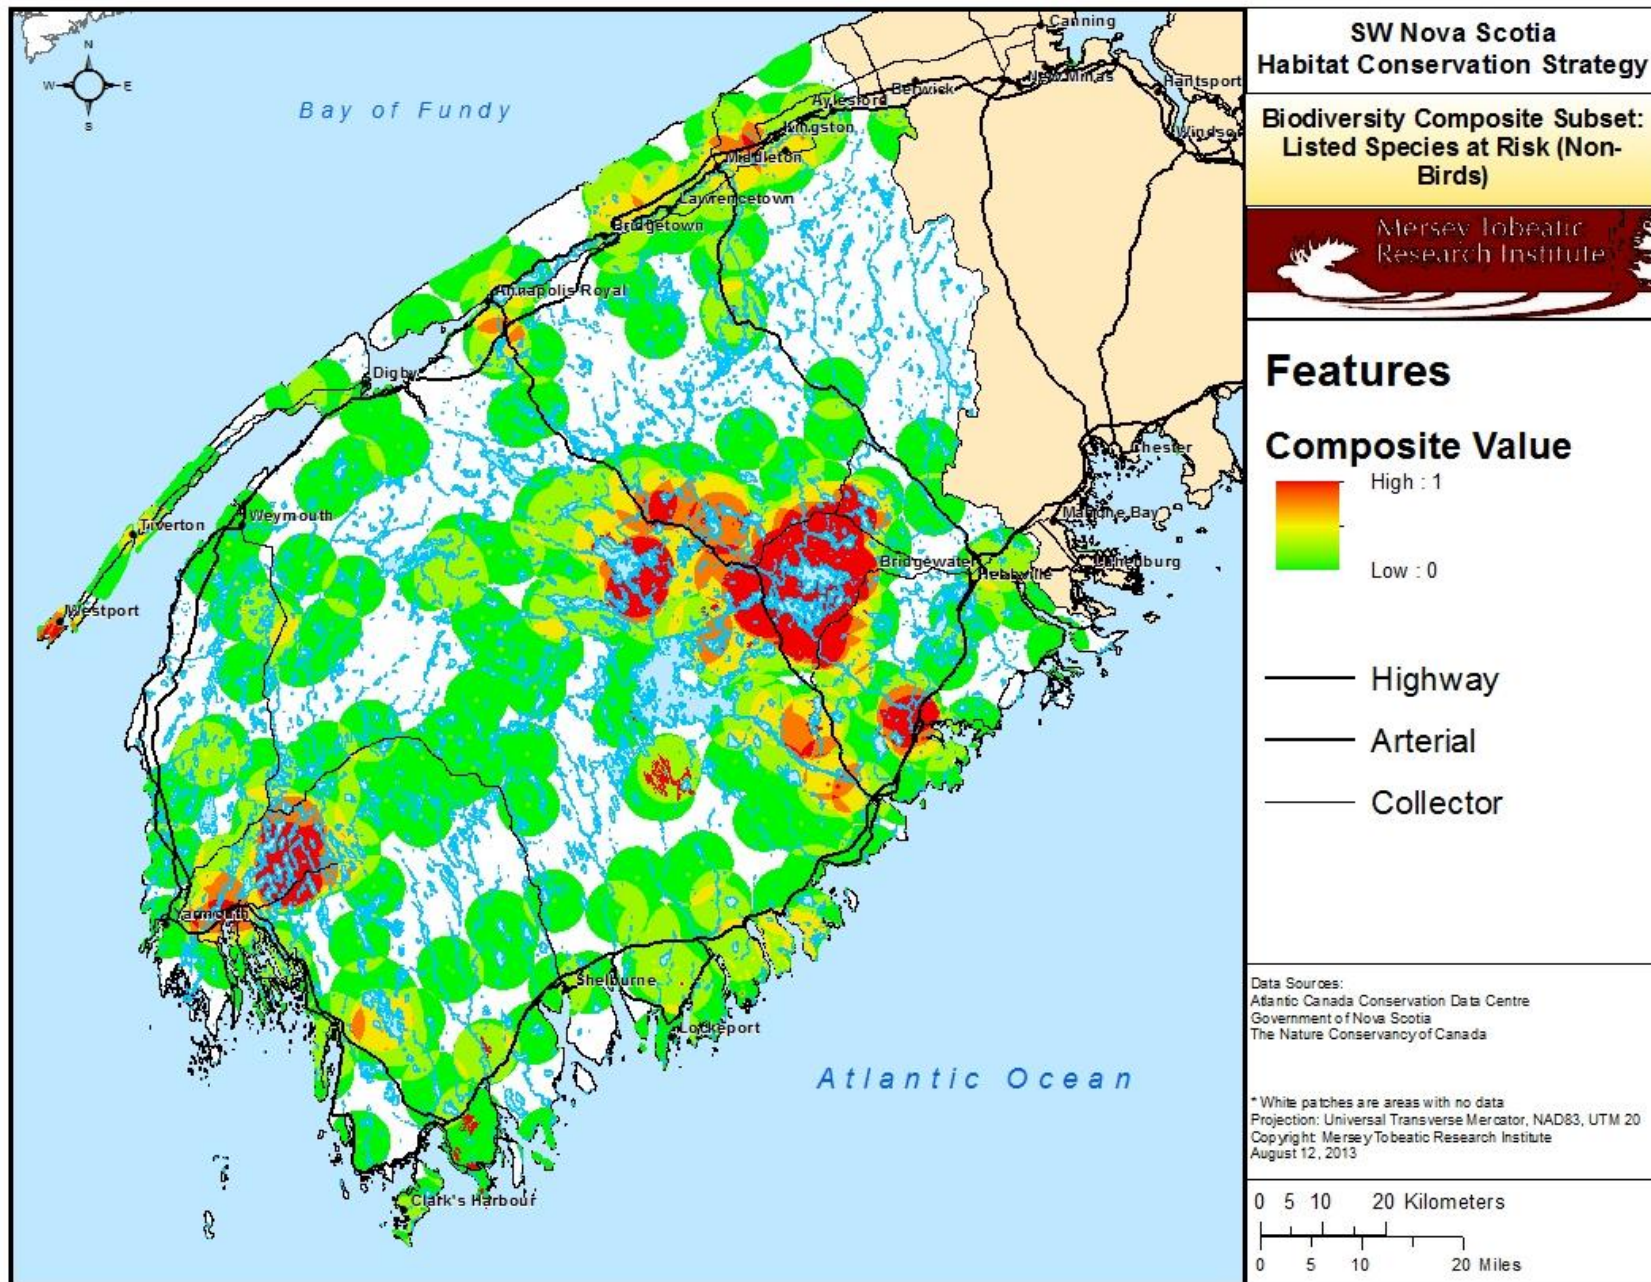 SW Nova Scotia
Habitat Conservation Strategy
Biodiversity Composite Subset:
Listed Species at Risk (Non-
Birds)
Mersey Tobeatic
Research Institute
Features
Composite Value
High : 1
Low : 0
Highway
Arterial
Collector
Data Sources:
Atlantic Canada Conservation Data Centre
Government of Nova Scotia
The Nature Conservancy of Canada
* White patches are areas with no data
Projection: Universal Transverse Mercator, NAD83, UTM 20
Copyright: Mersey Tobeatic Research Institute
August 12, 2013
0 5 10 20 Kilometers
0 5 10 20 Miles
N
W E
S
Bay of Fundy
Canning
New Minas
Hantsport
Berwick
Aylesford
Windsor
Kingston
Middleton
Lawrencetown
Bridgetown
Annapolis Royal
Digby
Chester
Mahone Bay
Weymouth
Tiverton
Bridgewater
Lunenburg
Hebbville
Westport
Yarmouth
Shelburne
Lockeport
Atlantic Ocean
Clark's Harbour